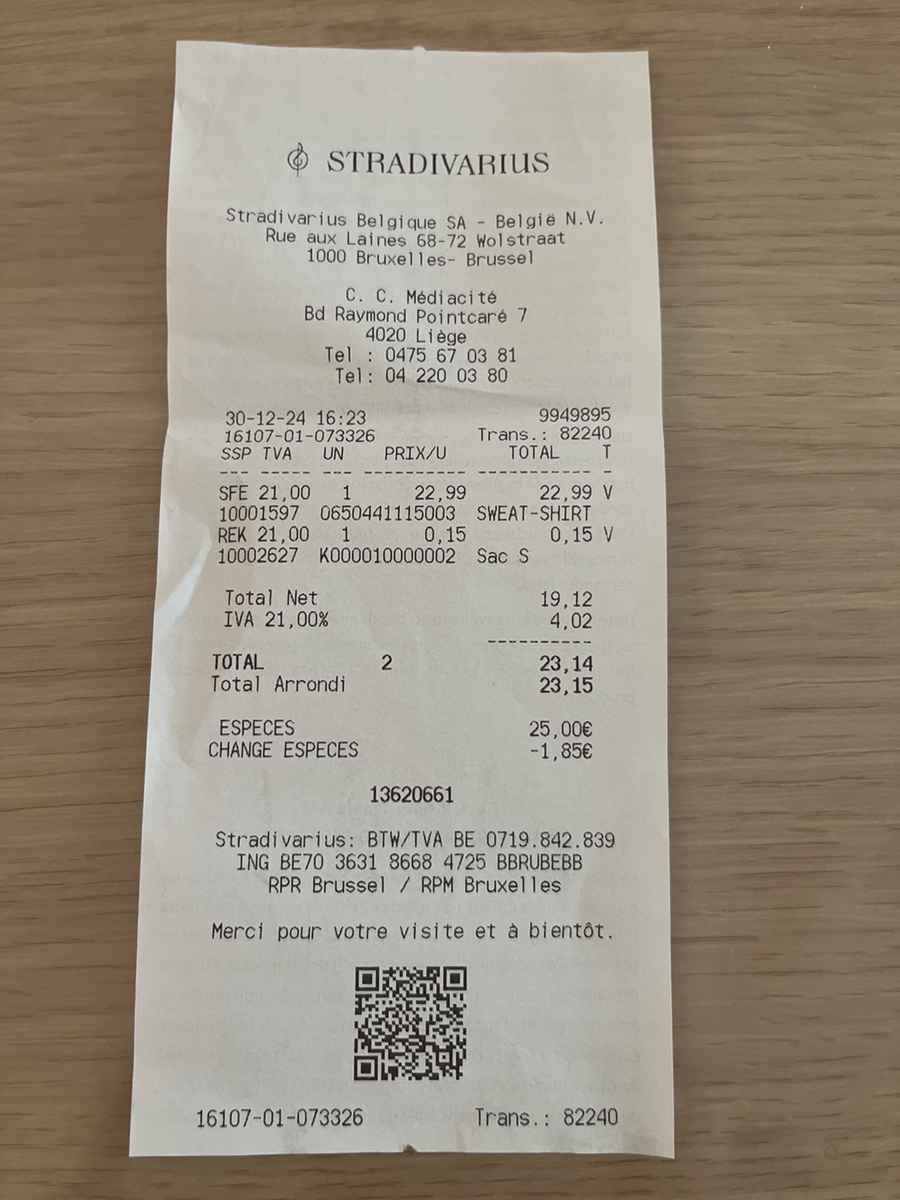 STRADIVARIUS
Stradivarius Belgique SA - België N.V.
Rue aux Laines 68-72 Wolstraat
1000 Bruxelles- Brussel
C. C. Médiacité
Bd Raymond Pointcaré 7
4020 Liège
Tel : 0475 67 03 81
Tel: 04 220 03 80
30-12-24 16:23 9949895
16107-01-073326 Trans.: 82240
SSP TVA UN PRIX/U TOTAL T
--- ----- --- -------- ----------- -
SFE 21,00 1 22,99 22,99 V
10001597 0650441115003 SWEAT-SHIRT
REK 21,00 1 0,15 0,15 V
10002627 K000010000002 Sac S
Total Net 19,12
IVA 21,00% 4,02
----------
TOTAL 2 23,14
Total Arrondi 23,15
ESPECES 25,00€
CHANGE ESPECES -1,85€
13620661
Stradivarius: BTW/TVA BE 0719.842.839
ING BE70 3631 8668 4725 BBRUBEBB
RPR Brussel / RPM Bruxelles
Merci pour votre visite et à bientôt.
16107-01-073326 Trans.: 82240